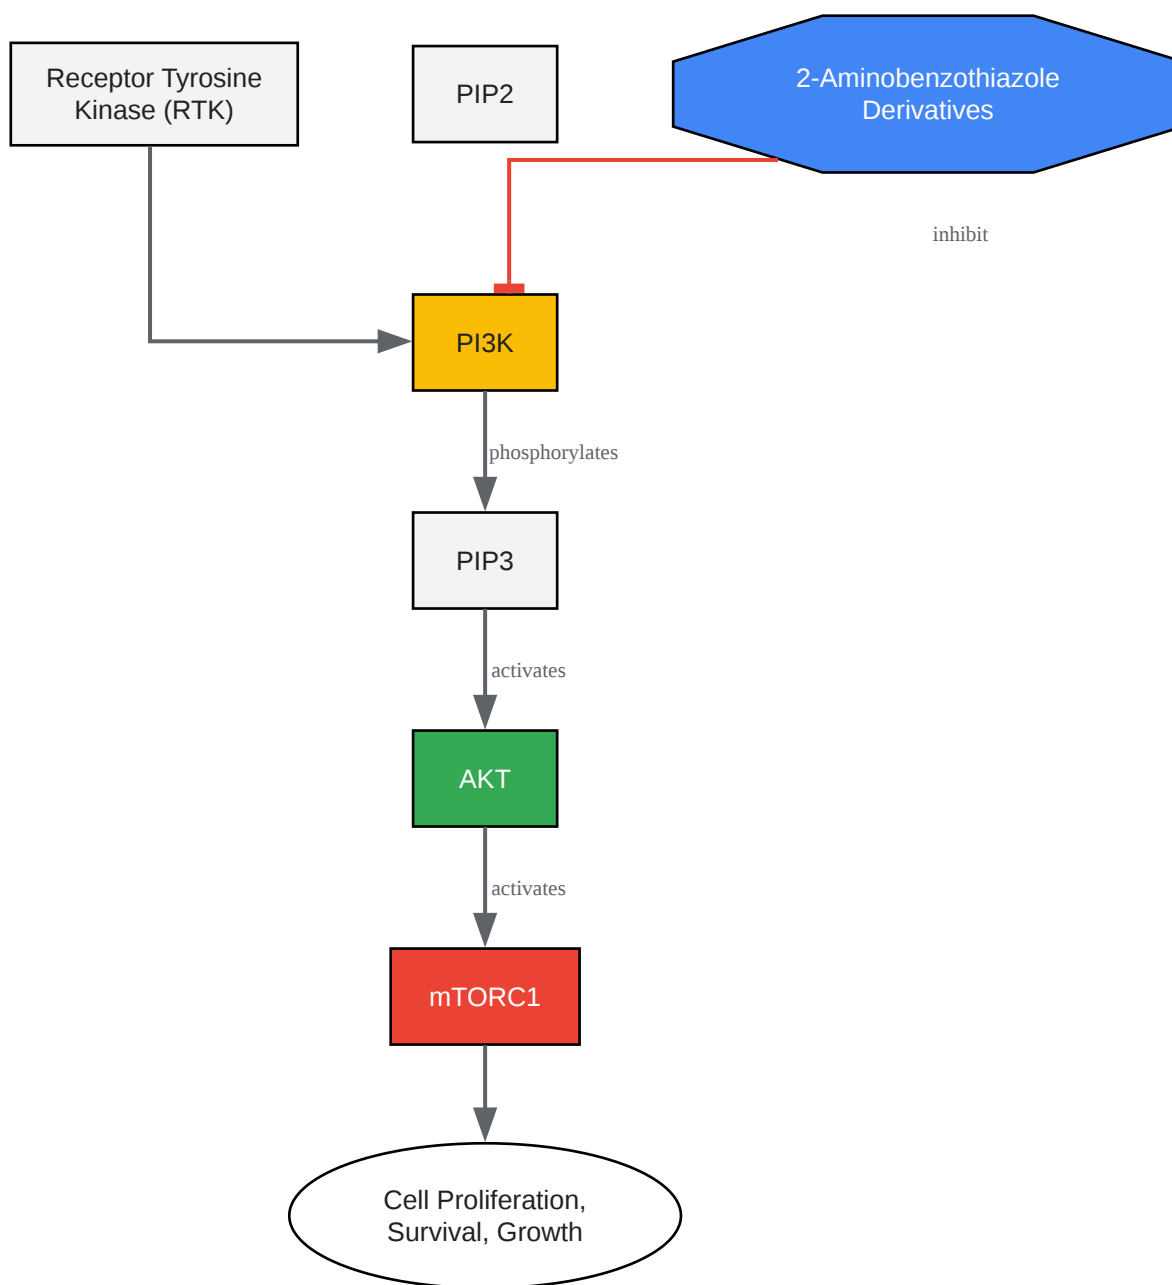 Receptor Tyrosine
Kinase (RTK)
PIP2
2-Aminobenzothiazole
Derivatives
inhibit
PI3K
phosphorylates
PIP3
activates
AKT
activates
mTORC1
Cell Proliferation,
Survival, Growth